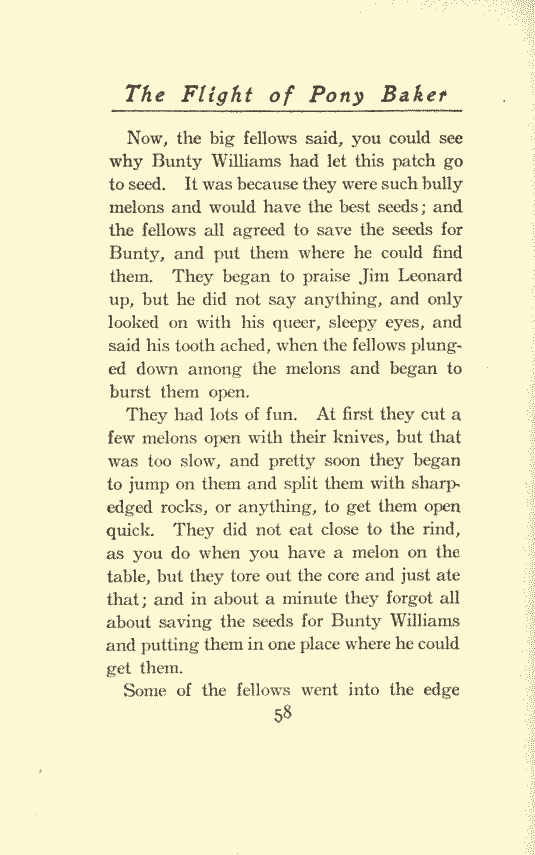 The Flight of Pony Baker
Now, the big fellows said, you could see
why Bunty Williams had let this patch go
to seed. It was because they were such bully
melons and would have the best seeds; and
the fellows all agreed to save the seeds for
Bunty, and put them where he could find
them. They began to praise Jim Leonard
up, but he did not say anything, and only
looked on with his queer, sleepy eyes, and
said his tooth ached, when the fellows plung-
ed down among the melons and began to
burst them open.
They had lots of fun. At first they cut a
few melons open with their knives, but that
was too slow, and pretty soon they began
to jump on them and split them with sharp-
edged rocks, or anything, to get them open
quick. They did not eat close to the rind,
as you do when you have a melon on the
table, but they tore out the core and just ate
that; and in about a minute they forgot all
about saving the seeds for Bunty Williams
and putting them in one place where he could
get them.
Some of the fellows went into the edge
58